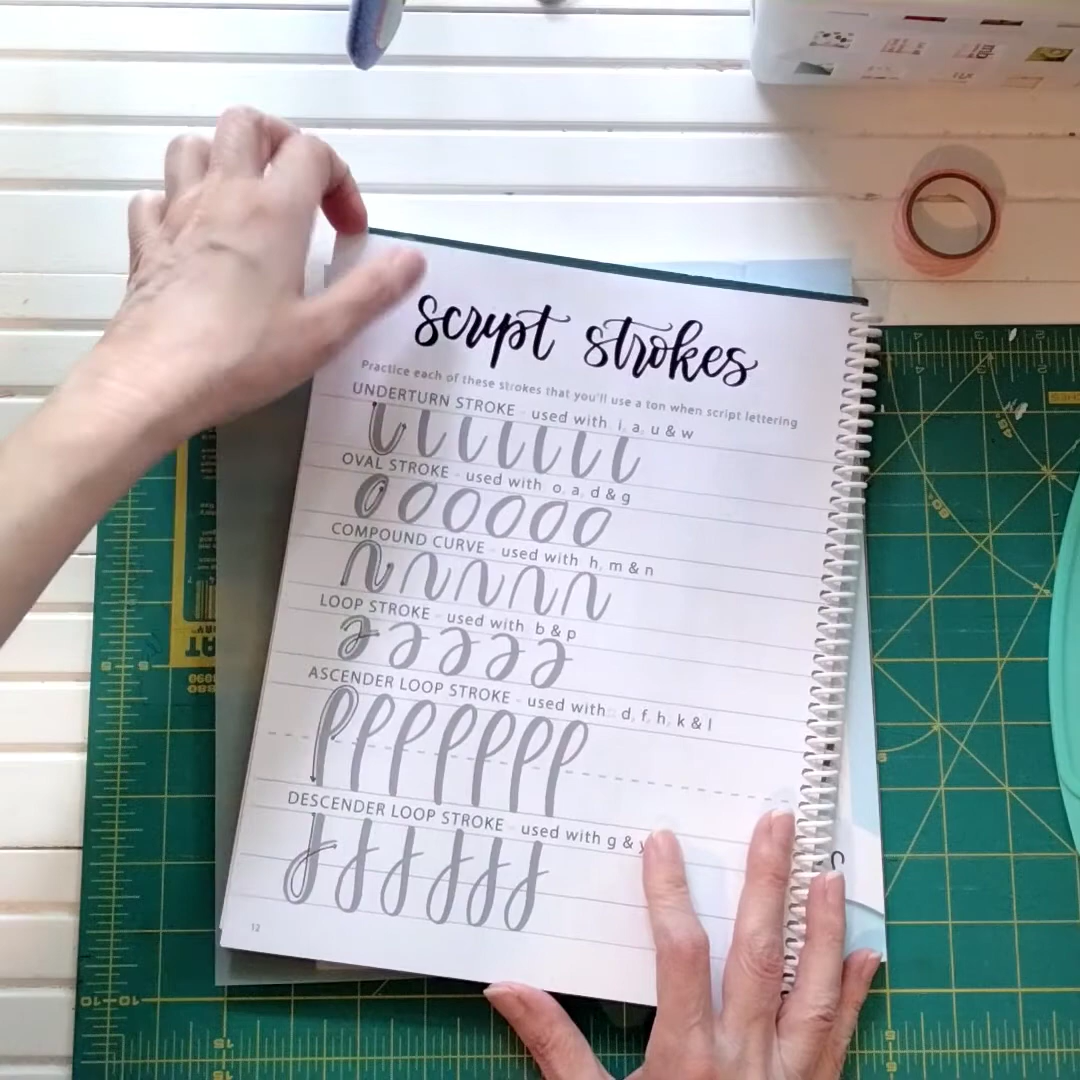 script strokes
Practice each of these strokes that you'll use a ton when script lettering
UNDERTURN STROKE - used with i, a, u & w
OVAL STROKE - used with o, a, d & g
COMPOUND CURVE - used with h, m & n
LOOP STROKE - used with b & p
ASCENDER LOOP STROKE - used with d, f, h, k & l
DESCENDER LOOP STROKE - used with g & y
12